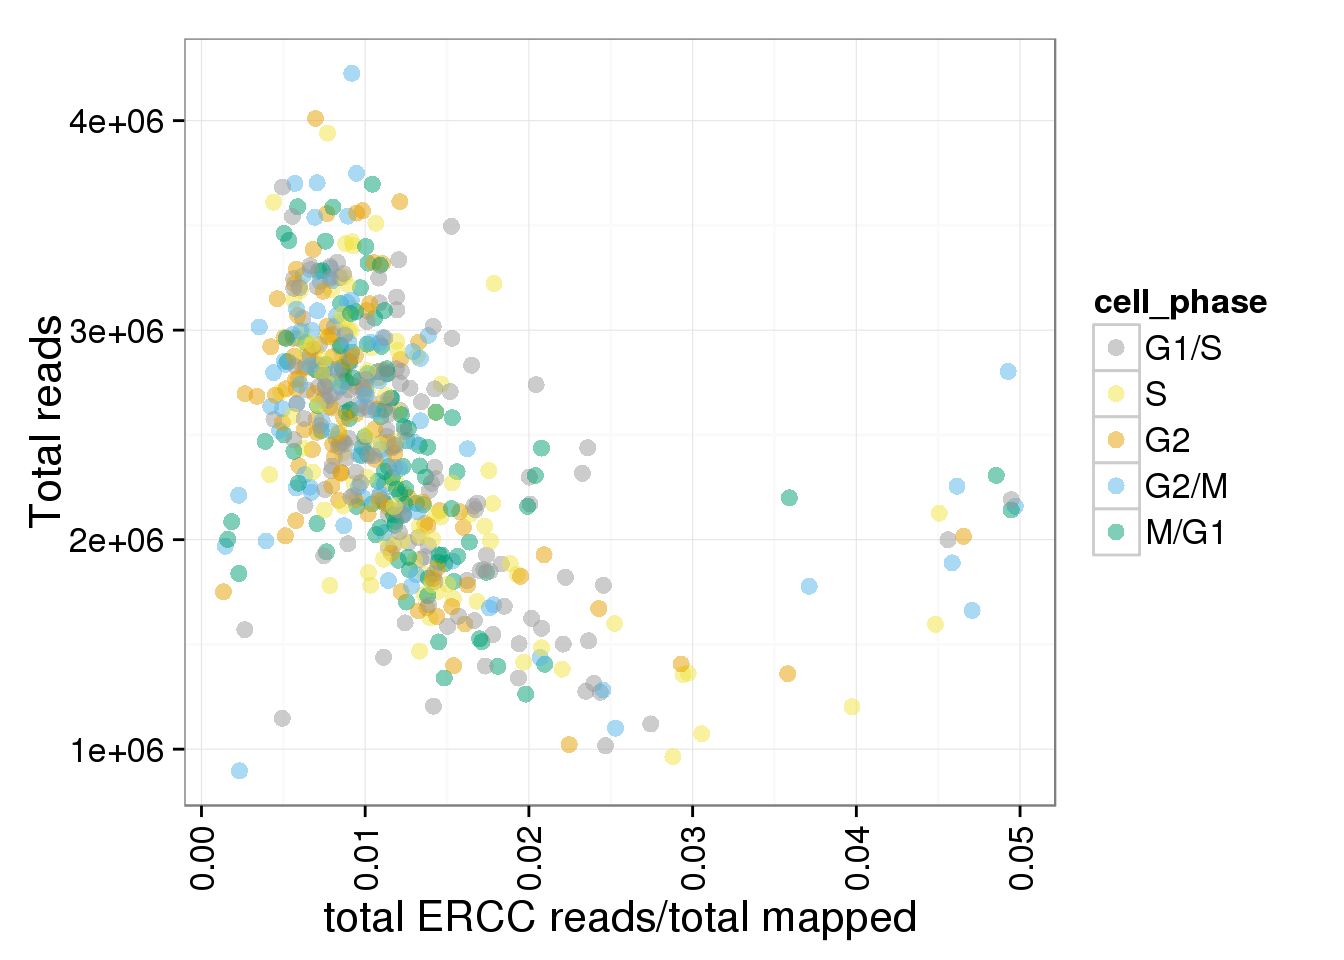 Total reads
4e+06
3e+06
2e+06
1e+06
0.00
0.01
0.02
0.03
0.04
0.05
total ERCC reads/total mapped
cell_phase
G1/S
S
G2
G2/M
M/G1